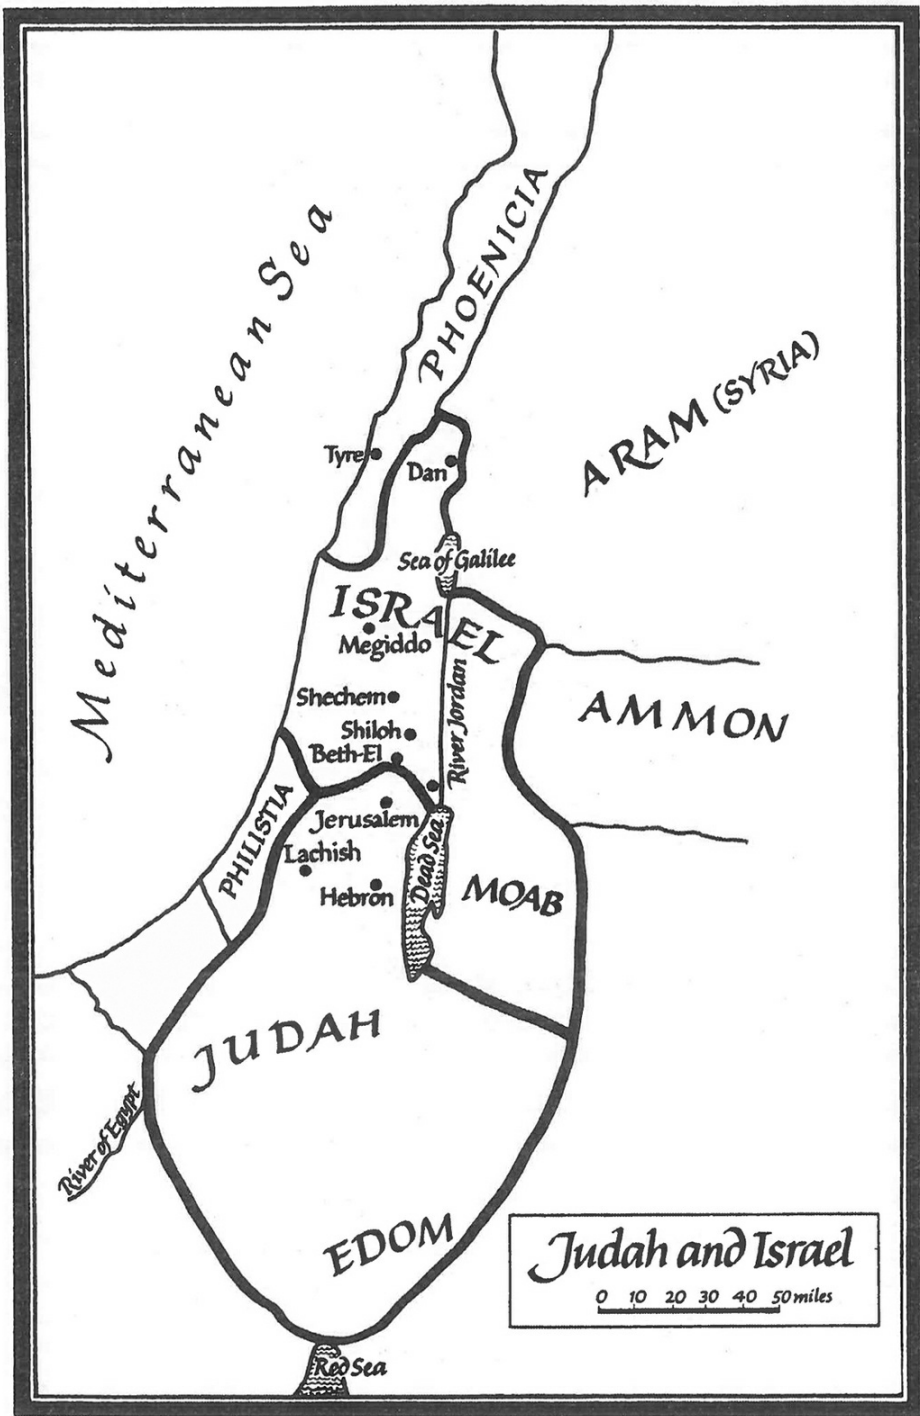 PHOENICIA
Mediterranean Sea
ARAM (SYRIA)
Tyre
Dan
Sea of Galilee
ISRAEL
Megiddo
Shechem
River Jordan
AMMON
Shiloh
Beth-El
PHILISTIA
Jerusalem
Dead Sea
Lachish
Hebron
MOAB
JUDAH
River of Egypt
EDOM
Judah and Israel
0 10 20 30 40 50 miles
Red Sea